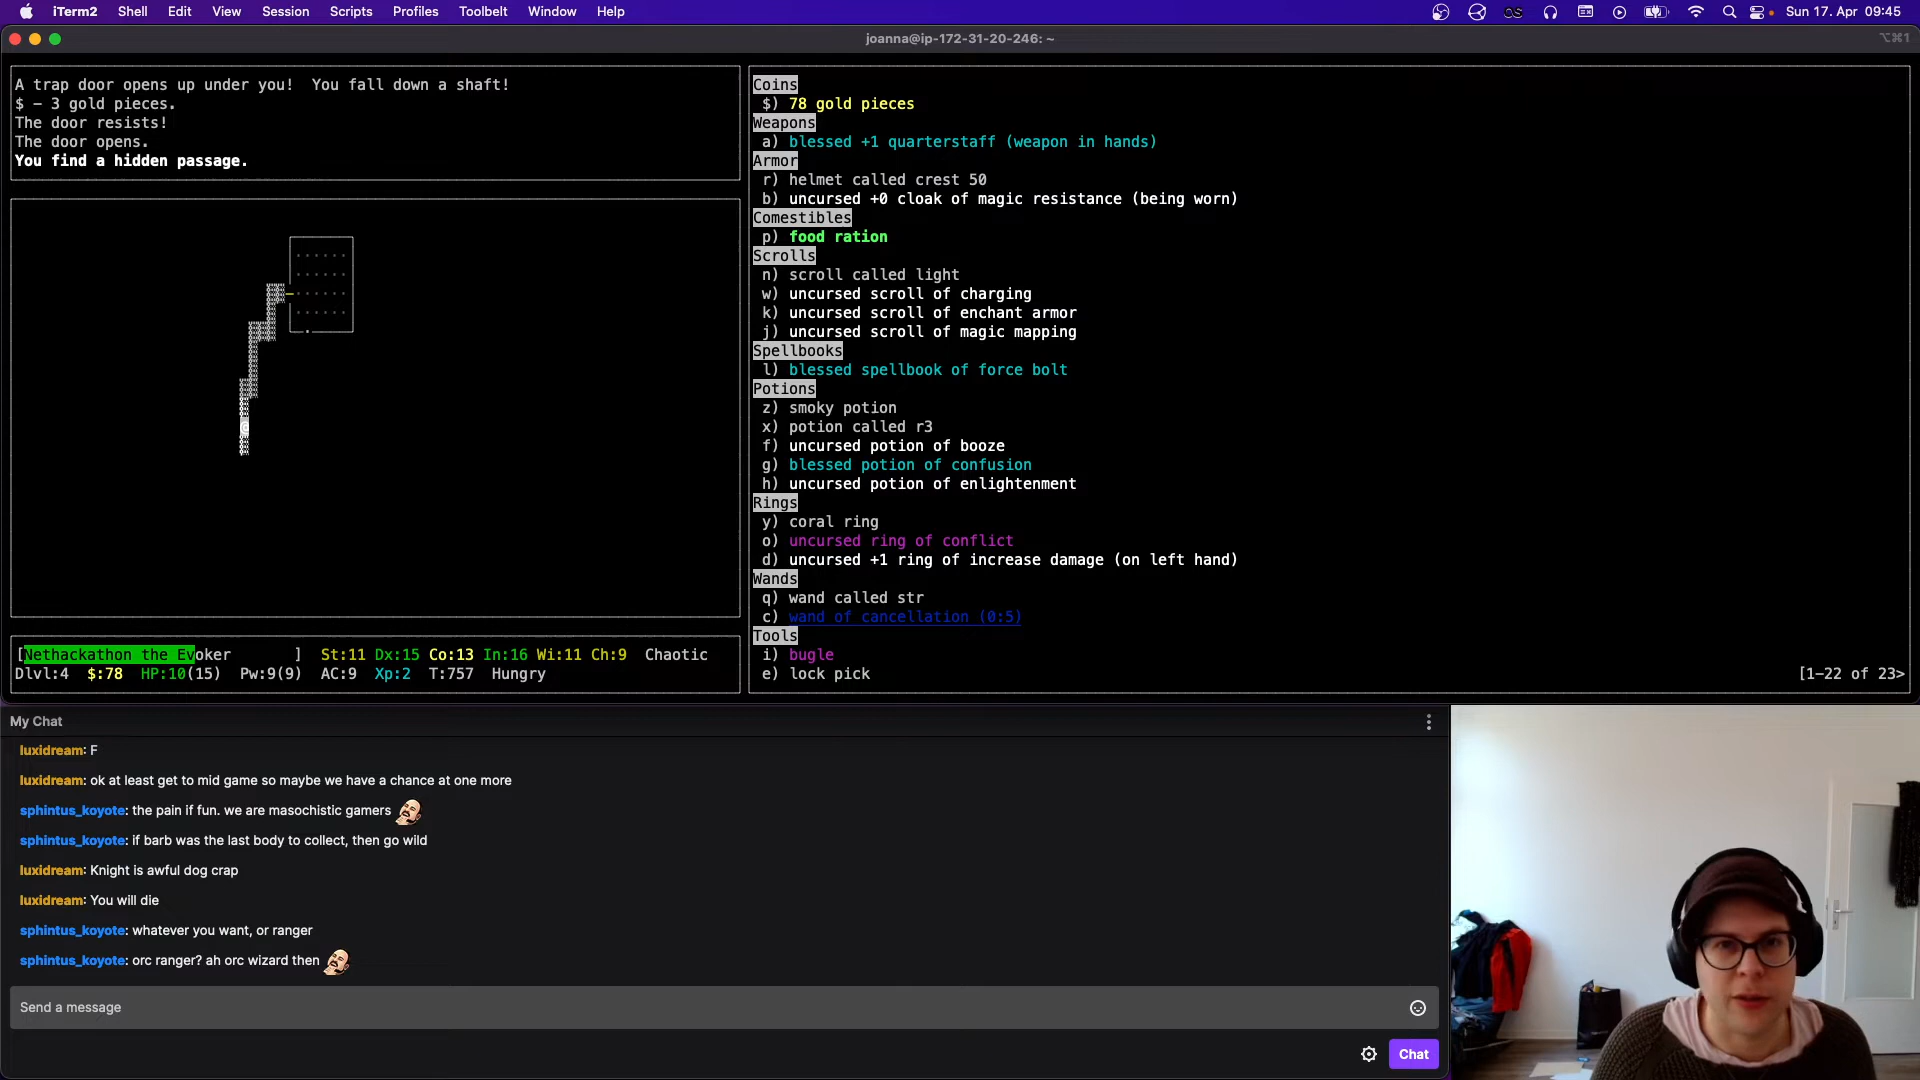 iTerm2 Shell Edit View Session Scripts Profiles Toolbelt Window Help
Sun 17. Apr 09:45
joanna@ip-172-31-20-246: ~
⌥⌘1
A trap door opens up under you!  You fall down a shaft!
$ - 3 gold pieces.
The door resists!
The door opens.
You find a hidden passage.
[Nethackathon the Evoker ] St:11 Dx:15 Co:13 In:16 Wi:11 Ch:9 Chaotic
Dlvl:4 $:78 HP:10(15) Pw:9(9) AC:9 Xp:2 T:757 Hungry
Coins
$) 78 gold pieces
Weapons
a) blessed +1 quarterstaff (weapon in hands)
Armor
r) helmet called crest 50
b) uncursed +0 cloak of magic resistance (being worn)
Comestibles
p) food ration
Scrolls
n) scroll called light
w) uncursed scroll of charging
k) uncursed scroll of enchant armor
j) uncursed scroll of magic mapping
Spellbooks
l) blessed spellbook of force bolt
Potions
z) smoky potion
x) potion called r3
f) uncursed potion of booze
g) blessed potion of confusion
h) uncursed potion of enlightenment
Rings
y) coral ring
o) uncursed ring of conflict
d) uncursed +1 ring of increase damage (on left hand)
Wands
q) wand called str
c) wand of cancellation (0:5)
Tools
i) bugle
e) lock pick
[1-22 of 23>
My Chat
luxidream: F
luxidream: ok at least get to mid game so maybe we have a chance at one more
sphintus_koyote: the pain if fun. we are masochistic gamers
sphintus_koyote: if barb was the last body to collect, then go wild
luxidream: Knight is awful dog crap
luxidream: You will die
sphintus_koyote: whatever you want, or ranger
sphintus_koyote: orc ranger? ah orc wizard then
Send a message
Chat